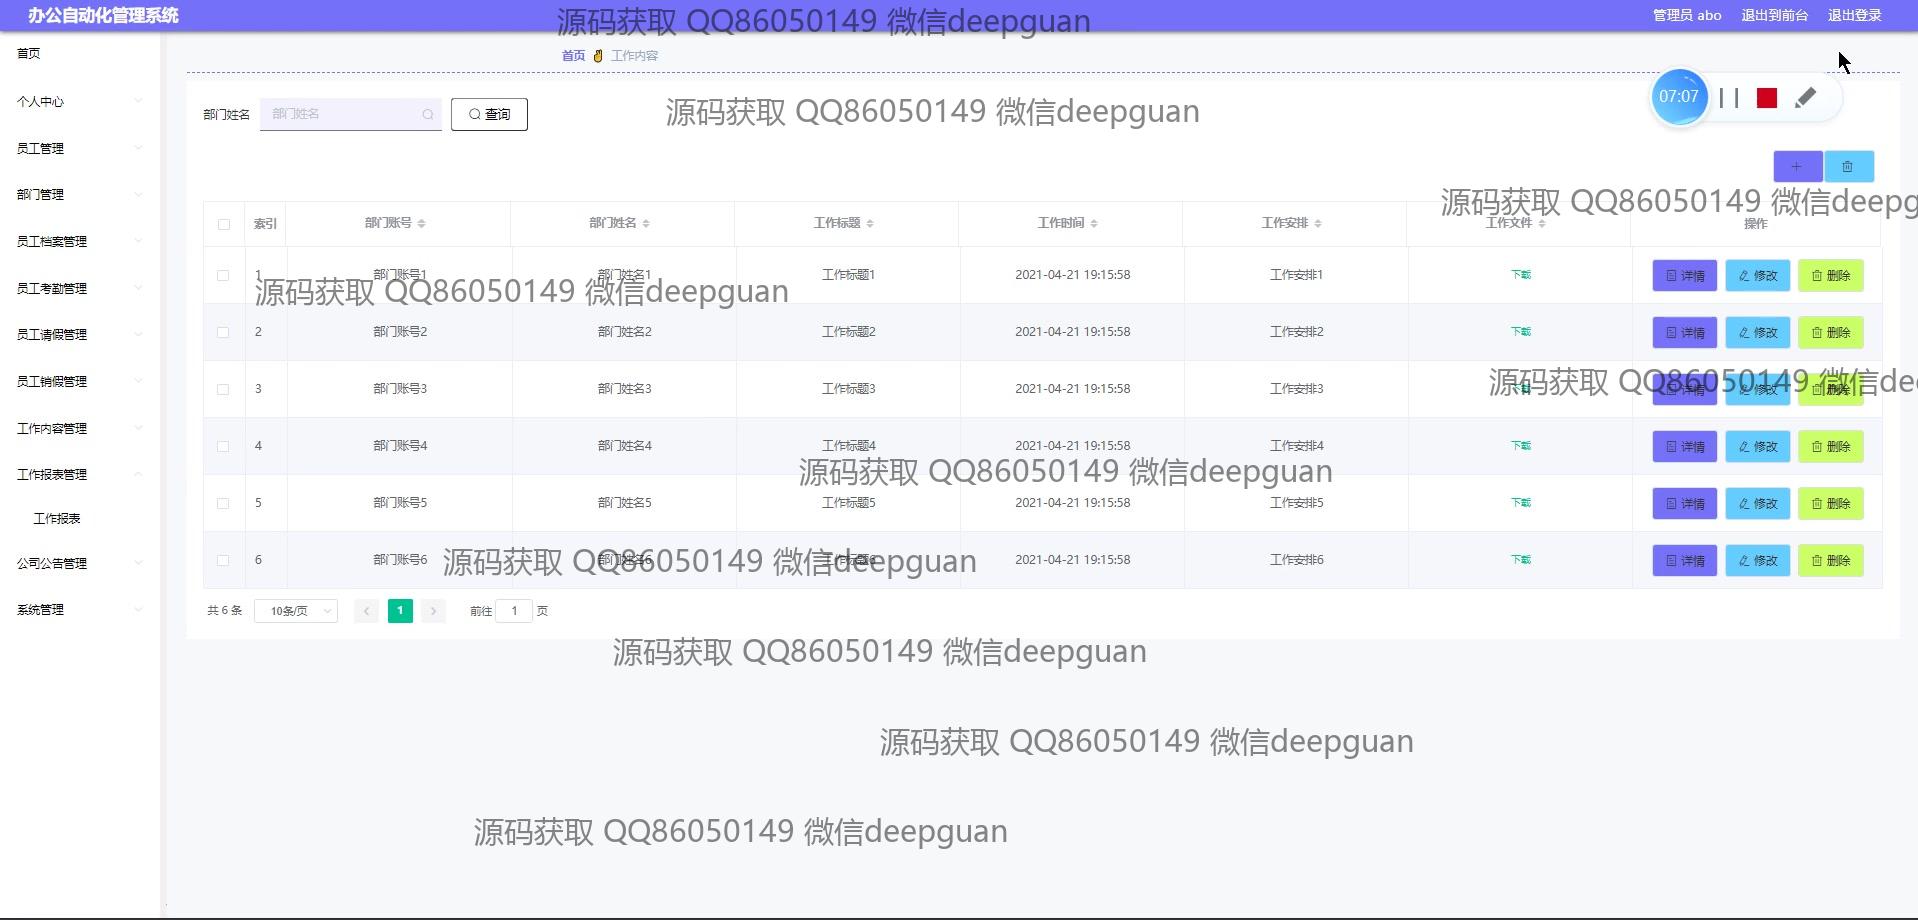 办公自动化管理系统
源码获取 QQ86050149 微信deepguan
管理员 abo 退出到前台 退出登录
首页
首页 工作内容
个人中心
员工管理
部门管理
员工档案管理
员工考勤管理
员工请假管理
员工销假管理
工作内容管理
工作报表管理
工作报表
公司公告管理
系统管理
07:07
部门姓名 部门姓名 查询
源码获取 QQ86050149 微信deepguan
源码获取 QQ86050149 微信deepg
索引 部门账号 部门姓名 工作标题 工作时间 工作安排 工作文件 操作
1 部门账号1 部门姓名1 工作标题1 2021-04-21 19:15:58 工作安排1 下载 详情 修改 删除
源码获取 QQ86050149 微信deepguan
2 部门账号2 部门姓名2 工作标题2 2021-04-21 19:15:58 工作安排2 下载 详情 修改 删除
源码获取 QQ86050149 微信de
3 部门账号3 部门姓名3 工作标题3 2021-04-21 19:15:58 工作安排3 下载 详情 修改 删除
4 部门账号4 部门姓名4 工作标题4 2021-04-21 19:15:58 工作安排4 下载 详情 修改 删除
源码获取 QQ86050149 微信deepguan
5 部门账号5 部门姓名5 工作标题5 2021-04-21 19:15:58 工作安排5 下载 详情 修改 删除
6 部门账号6 部门姓名6 工作标题6 2021-04-21 19:15:58 工作安排6 下载 详情 修改 删除
源码获取 QQ86050149 微信deepguan
共 6 条 10条/页 1 前往 1 页
源码获取 QQ86050149 微信deepguan
源码获取 QQ86050149 微信deepguan
源码获取 QQ86050149 微信deepguan